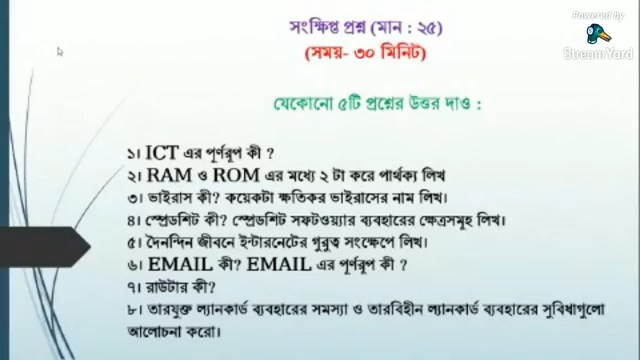 Powered by
StreamYard
সংক্ষিপ্ত প্রশ্ন (মান : ২৫)
(সময়- ৩০ মিনিট)
যেকোনো ৫টি প্রশ্নের উত্তর দাও :
১। ICT এর পূর্ণরূপ কী ?
২। RAM ও ROM এর মধ্যে ২ টা করে পার্থক্য লিখ
৩। ভাইরাস কী? কয়েকটা ক্ষতিকর ভাইরাসের নাম লিখ।
৪। স্প্রেডশিট কী? স্প্রেডশিট সফটওয়্যার ব্যবহারের ক্ষেত্রসমূহ লিখ।
৫। দৈনন্দিন জীবনে ইন্টারনেটের গুরুত্ব সংক্ষেপে লিখ।
৬। EMAIL কী? EMAIL এর পূর্ণরূপ কী ?
৭। রাউটার কী?
৮। তারযুক্ত ল্যানকার্ড ব্যবহারের সমস্যা ও তারবিহীন ল্যানকার্ড ব্যবহারের সুবিধাগুলো
আলোচনা করো।